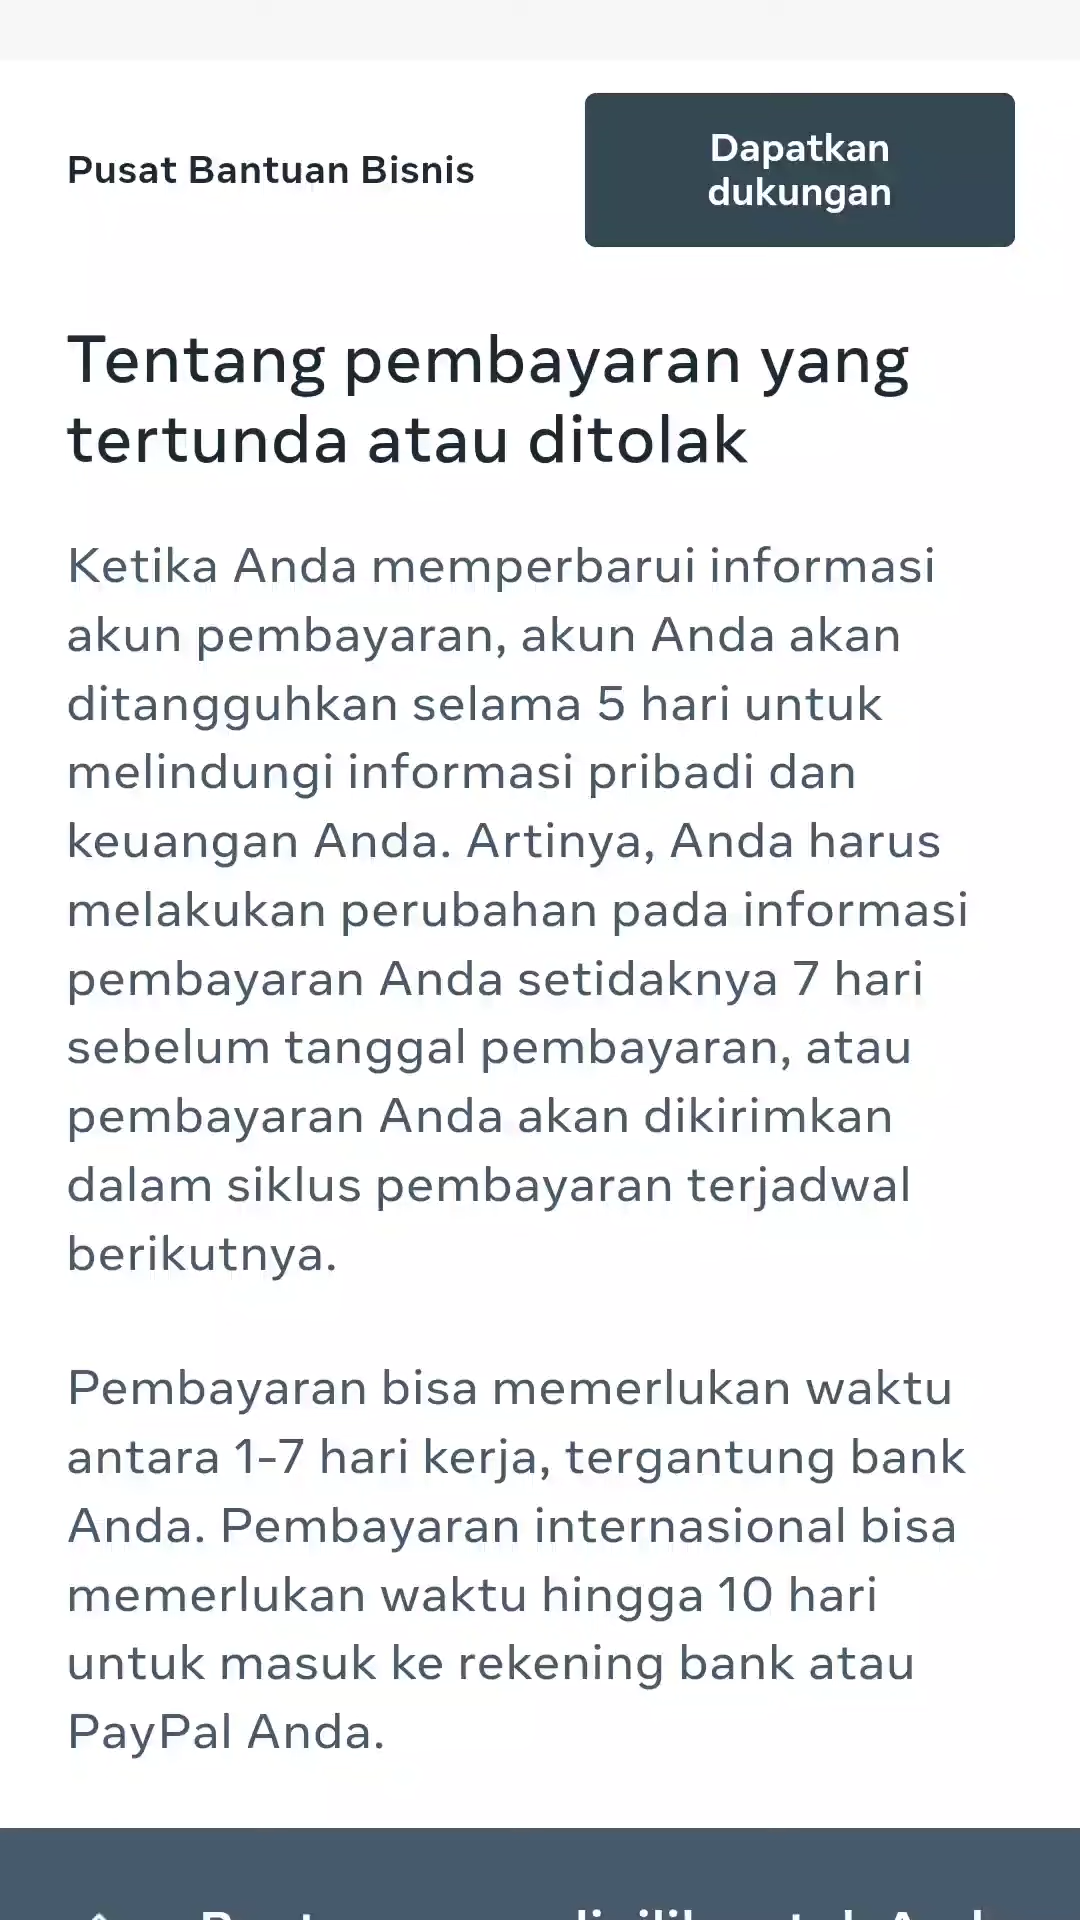 Pusat Bantuan Bisnis
Dapatkan
dukungan
Tentang pembayaran yang
tertunda atau ditolak
Ketika Anda memperbarui informasi
akun pembayaran, akun Anda akan
ditangguhkan selama 5 hari untuk
melindungi informasi pribadi dan
keuangan Anda. Artinya, Anda harus
melakukan perubahan pada informasi
pembayaran Anda setidaknya 7 hari
sebelum tanggal pembayaran, atau
pembayaran Anda akan dikirimkan
dalam siklus pembayaran terjadwal
berikutnya.
Pembayaran bisa memerlukan waktu
antara 1-7 hari kerja, tergantung bank
Anda. Pembayaran internasional bisa
memerlukan waktu hingga 10 hari
untuk masuk ke rekening bank atau
PayPal Anda.